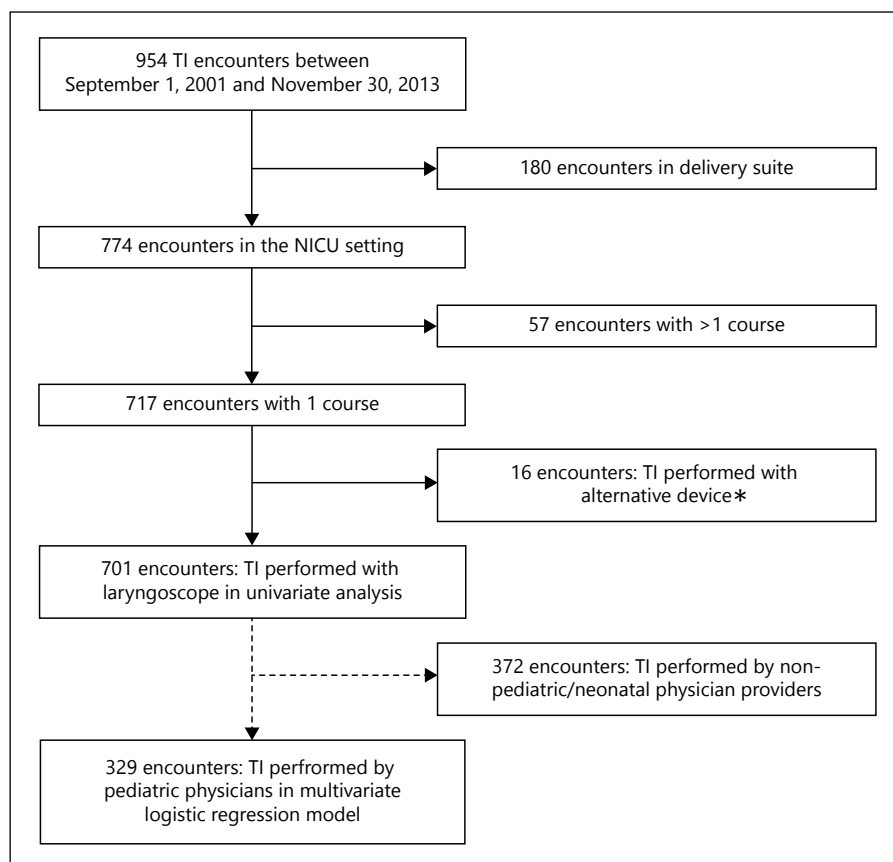 954 TI encounters between
September 1, 2001 and November 30, 2013
180 encounters in delivery suite
774 encounters in the NICU setting
57 encounters with >1 course
717 encounters with 1 course
16 encounters: TI performed with
alternative device*
701 encounters: TI performed with
laryngoscope in univariate analysis
372 encounters: TI performed by non-
pediatric/neonatal physician providers
329 encounters: TI perfrormed by
pediatric physicians in multivariate
logistic regression model